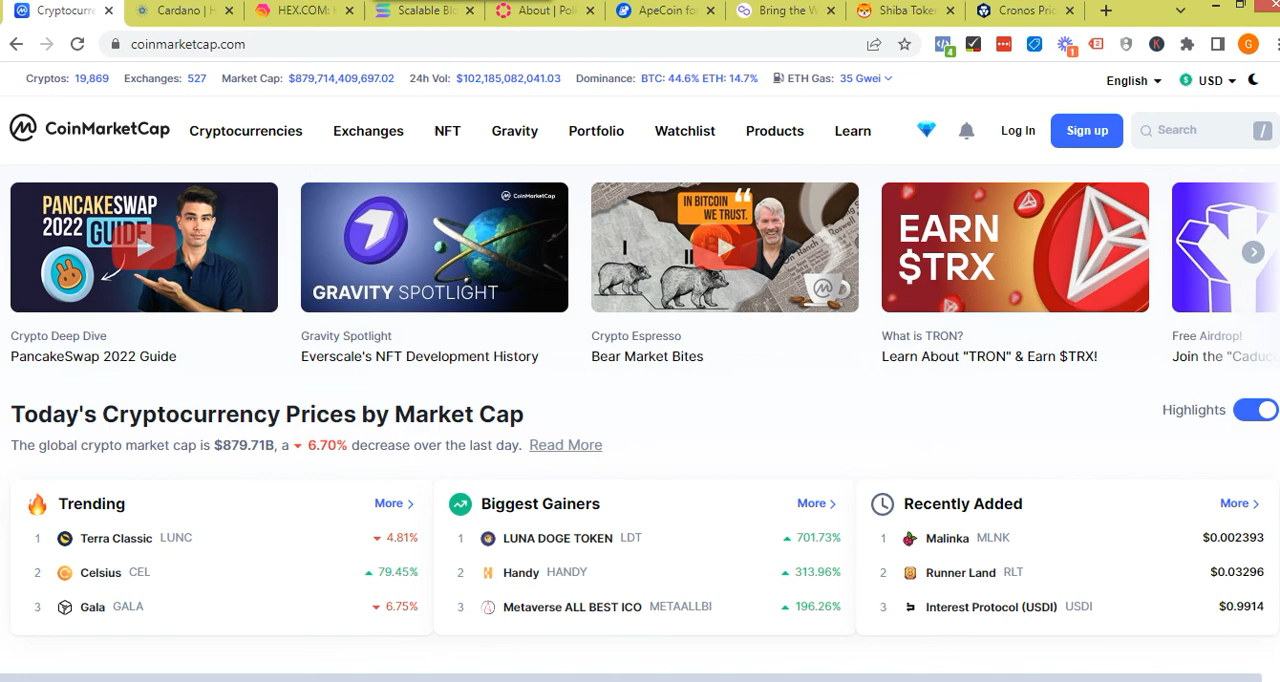 Cryptocurre
Cardano | H
HEX.COM:
Scalable Blo
About | Pol
ApeCoin fo
Bring the W
Shiba Toke
Cronos Pric
coinmarketcap.com
4
1
2
K
G
Cryptos: 19,869 Exchanges: 527 Market Cap: $879,714,409,697.02 24h Vol: $102,185,082,041.03 Dominance: BTC: 44.6% ETH: 14.7% ETH Gas: 35 Gwei
English $ USD
CoinMarketCap Cryptocurrencies Exchanges NFT Gravity Portfolio Watchlist Products Learn Log In Sign up Search /
PANCAKESWAP
2022 GUIDE
CoinMarketCap
GRAVITY SPOTLIGHT
IN BITCOIN
WE TRUST.
I
II
EARN
$TRX
Crypto Deep Dive
PancakeSwap 2022 Guide
Gravity Spotlight
Everscale's NFT Development History
Crypto Espresso
Bear Market Bites
What is TRON?
Learn About "TRON" & Earn $TRX!
Free Airdrop!
Join the "Caduc
Today's Cryptocurrency Prices by Market Cap
Highlights
The global crypto market cap is $879.71B, a 6.70% decrease over the last day. Read More
Trending More
1 Terra Classic LUNC 4.81%
2 Celsius CEL 79.45%
3 Gala GALA 6.75%
Biggest Gainers More
1 LUNA DOGE TOKEN LDT 701.73%
2 Handy HANDY 313.96%
3 Metaverse ALL BEST ICO METAALLBI 196.26%
Recently Added More
1 Malinka MLNK $0.002393
2 Runner Land RLT $0.03296
3 Interest Protocol (USDI) USDI $0.9914